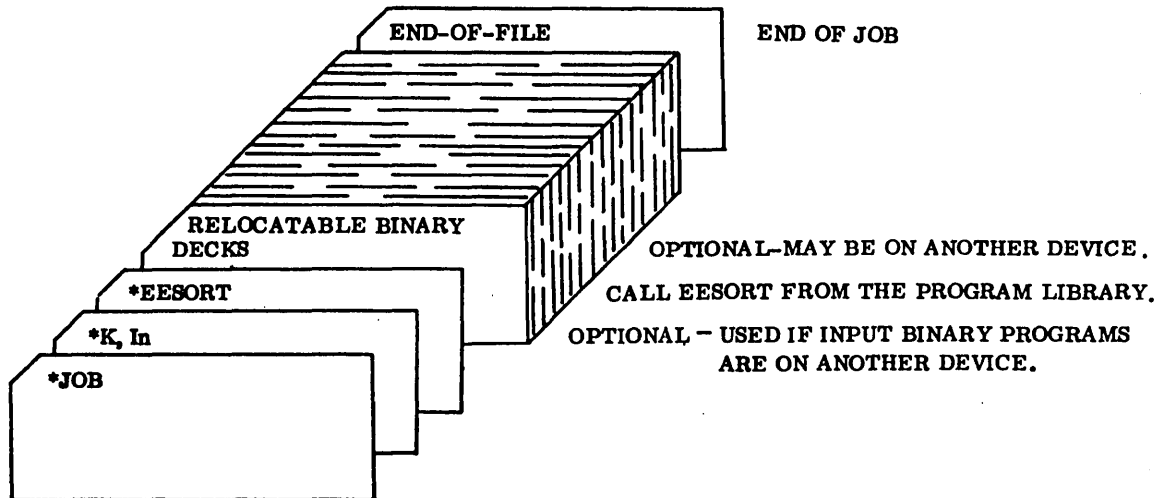 END-OF-FILE
END OF JOB
RELOCATABLE BINARY
DECKS
OPTIONAL-MAY BE ON ANOTHER DEVICE.
*EESORT
CALL EESORT FROM THE PROGRAM LIBRARY.
*K, In
OPTIONAL - USED IF INPUT BINARY PROGRAMS
ARE ON ANOTHER DEVICE.
*JOB